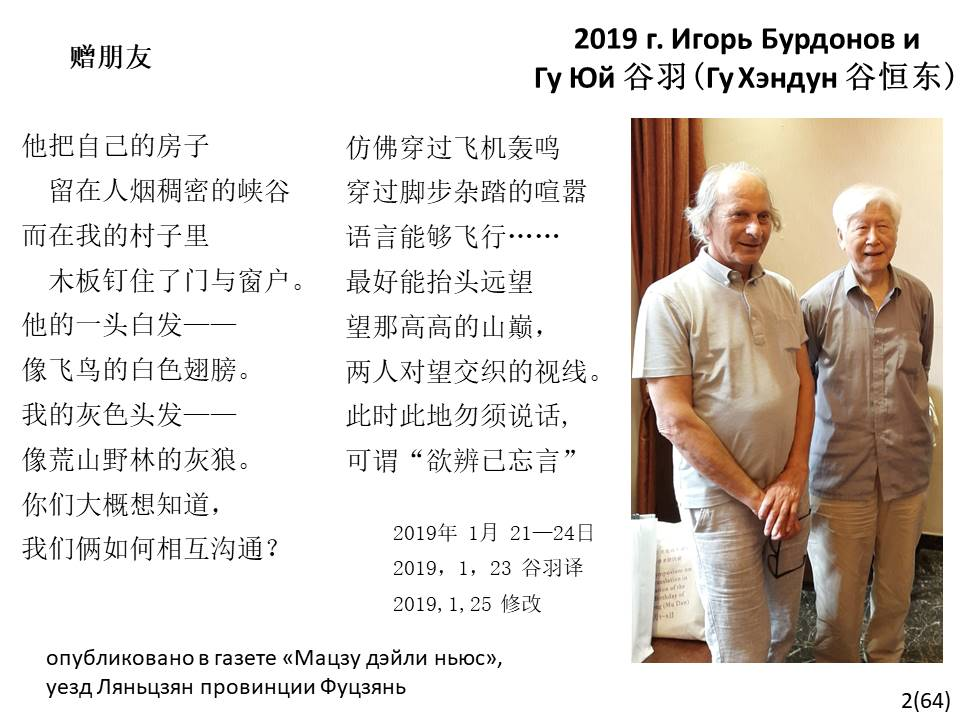 赠朋友
2019 г. Игорь Бурдонов и
Гу Юй 谷羽(Гу Хэндун 谷恒东)
他把自己的房子
留在人烟稠密的峡谷
而在我的村子里
木板钉住了门与窗户。
他的一头白发——
像飞鸟的白色翅膀。
我的灰色头发——
像荒山野林的灰狼。
你们大概想知道，
我们俩如何相互沟通？
仿佛穿过飞机轰鸣
穿过脚步杂踏的喧嚣
语言能够飞行……
最好能抬头远望
望那高高的山巅，
两人对望交织的视线。
此时此地勿须说话,
可谓“欲辨已忘言”
2019年 1月 21—24日
2019，1，23 谷羽译
2019,1,25 修改
опубликовано в газете «Мацзу дэйли ньюс»,
уезд Ляньцзян провинции Фуцзянь
2(64)